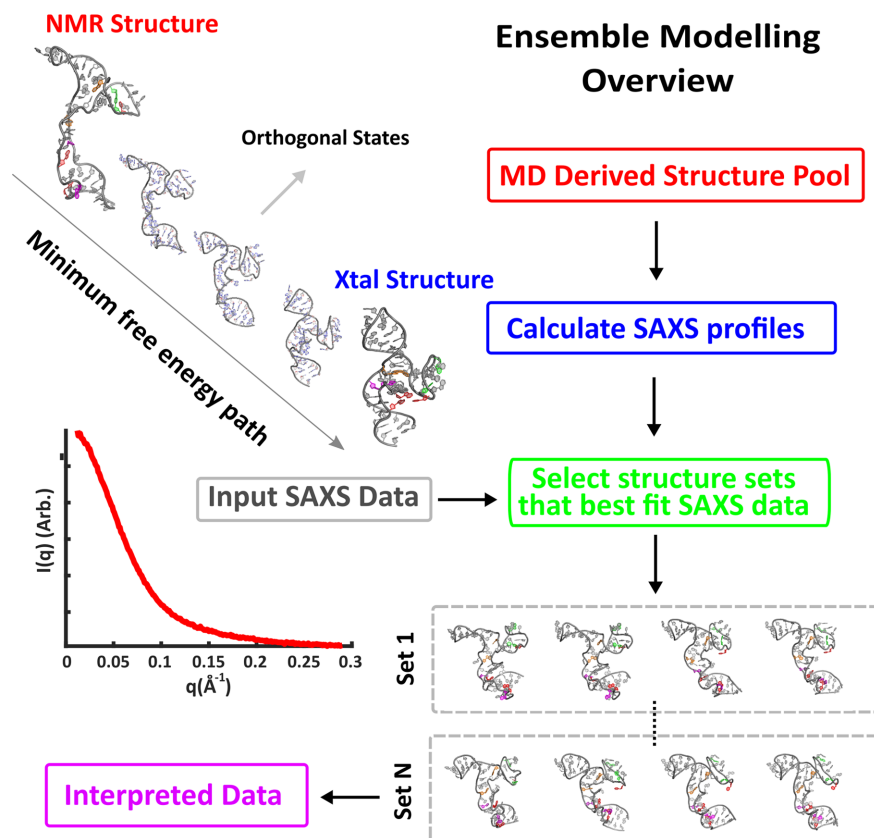 NMR Structure
Ensemble Modelling
Overview
Orthogonal States
MD Derived Structure Pool
Minimum free energy path
Xtal Structure
Calculate SAXS profiles
Input SAXS Data
Select structure sets
that best fit SAXS data
I(q) (Arb.)
0 0.05 0.1 0.15 0.2 0.25 0.3
q(Å⁻¹)
Set 1
Set N
Interpreted Data